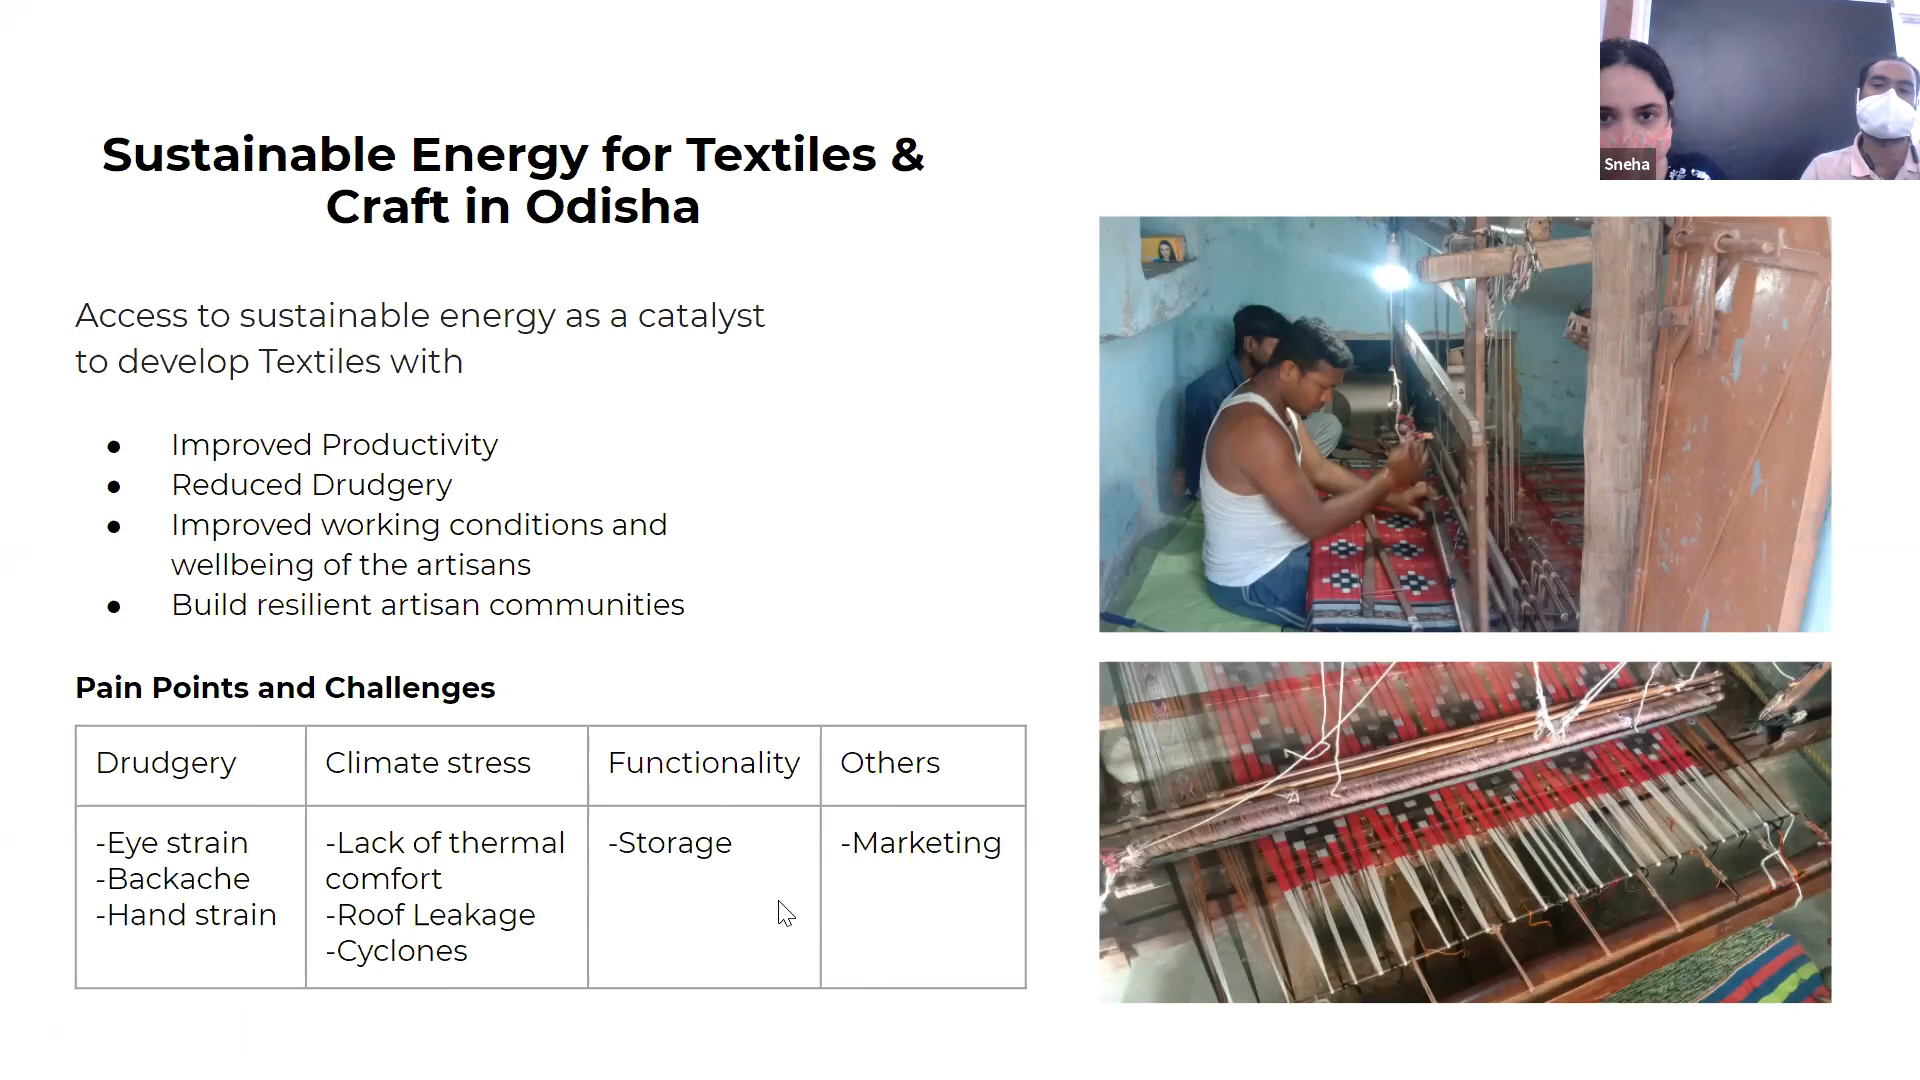 Sustainable Energy for Textiles &
Craft in Odisha
Access to sustainable energy as a catalyst
to develop Textiles with
● Improved Productivity
● Reduced Drudgery
● Improved working conditions and
wellbeing of the artisans
● Build resilient artisan communities
Pain Points and Challenges
Drudgery
Climate stress
Functionality
Others
-Eye strain
-Backache
-Hand strain
-Lack of thermal
comfort
-Roof Leakage
-Cyclones
-Storage
-Marketing
Sneha